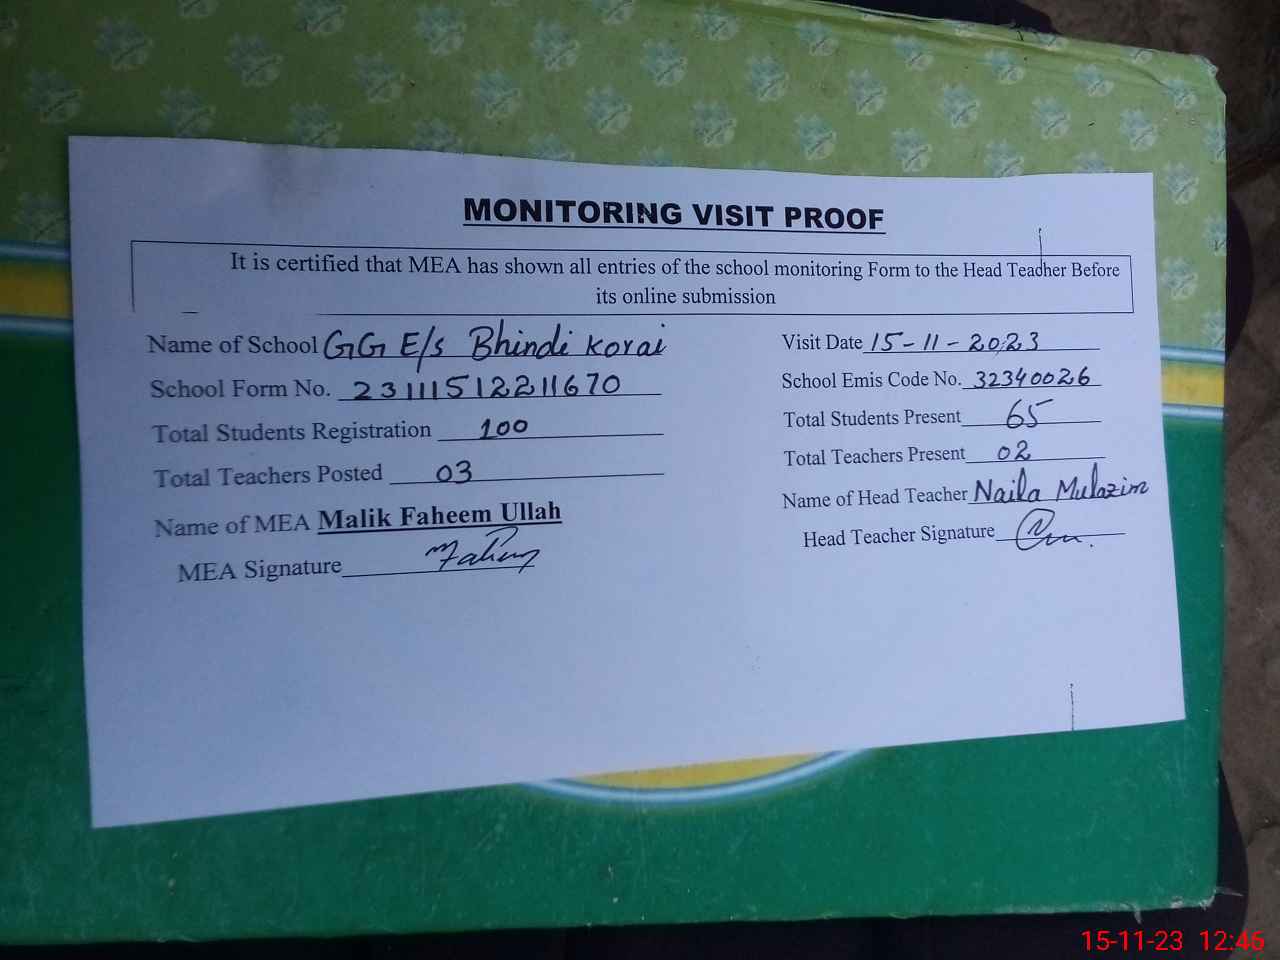 MONITORING VISIT PROOF
It is certified that MEA has shown all entries of the school monitoring Form to the Head Teacher Before
its online submission
Name of School GG E/s Bhindi Korai
Visit Date 15-11-2023
School Form No. 23111512211670
School Emis Code No. 32340026
Total Students Registration 100
Total Students Present 65
Total Teachers Posted 03
Total Teachers Present 02
Name of MEA Malik Faheem Ullah
Name of Head Teacher Naila Mulazim
MEA Signature Fahim
Head Teacher Signature
15-11-23 12:46